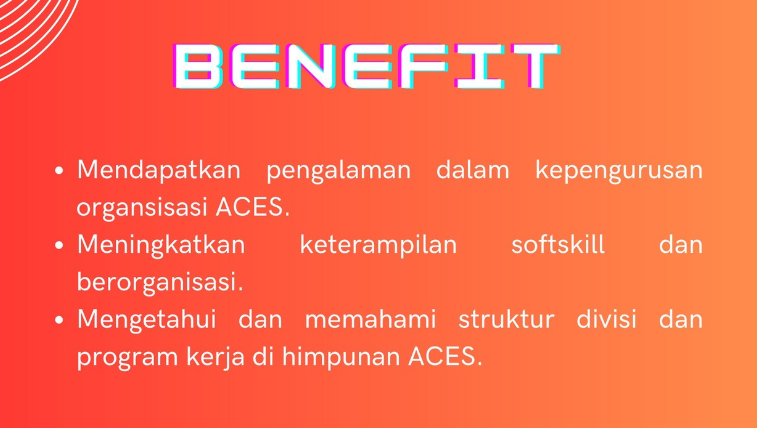 BENEFIT
• Mendapatkan pengalaman dalam kepengurusan
organsisasi ACES.
• Meningkatkan keterampilan softskill dan
berorganisasi.
• Mengetahui dan memahami struktur divisi dan
program kerja di himpunan ACES.